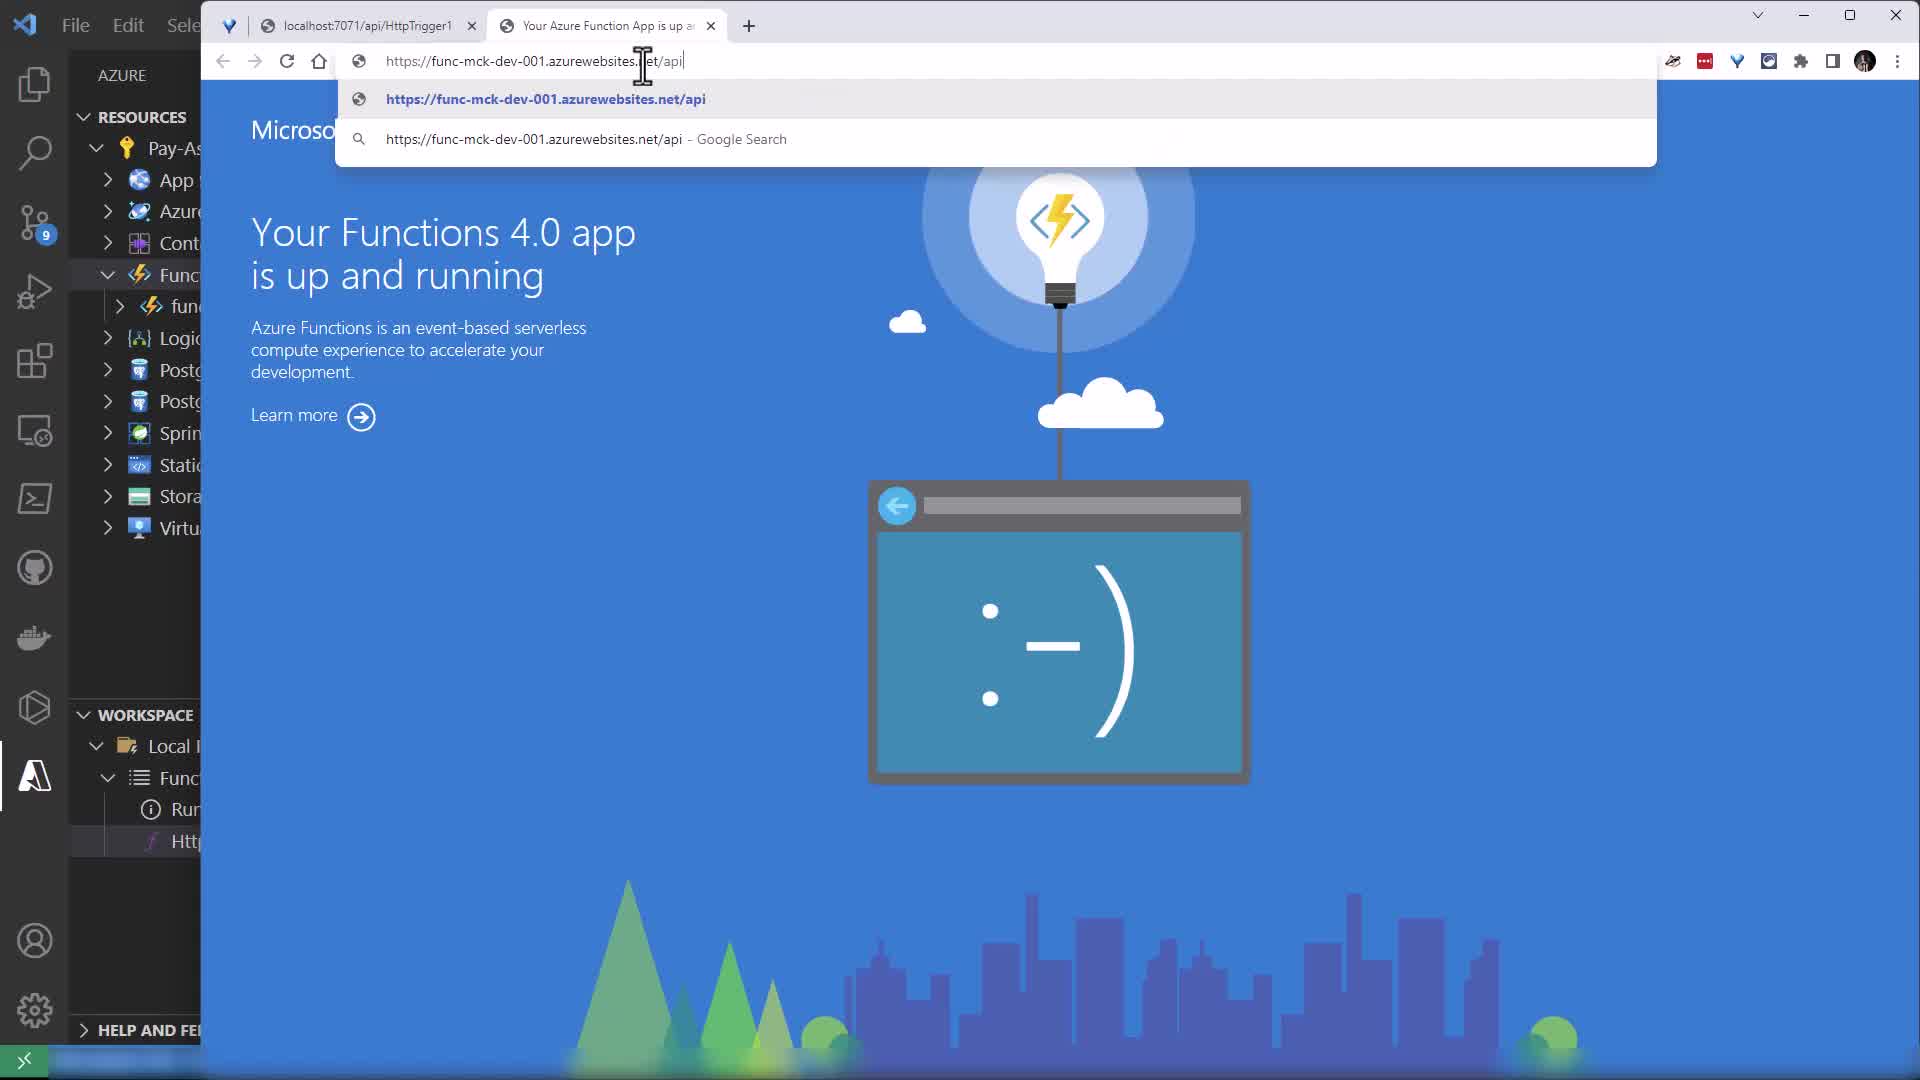 File Edit Sele
localhost:7071/api/HttpTrigger1
Your Azure Function App is up a
https://func-mck-dev-001.azurewebsites.net/api
https://func-mck-dev-001.azurewebsites.net/api
https://func-mck-dev-001.azurewebsites.net/api - Google Search
AZURE
RESOURCES
Pay-As
App
Azure
Cont
Func
func
Logic
Postg
Postg
Sprin
Static
Stora
Virtu
9
Microso
Your Functions 4.0 app
is up and running
Azure Functions is an event-based serverless
compute experience to accelerate your
development.
Learn more
:-)
WORKSPACE
Local
Func
Run
Http
HELP AND FE